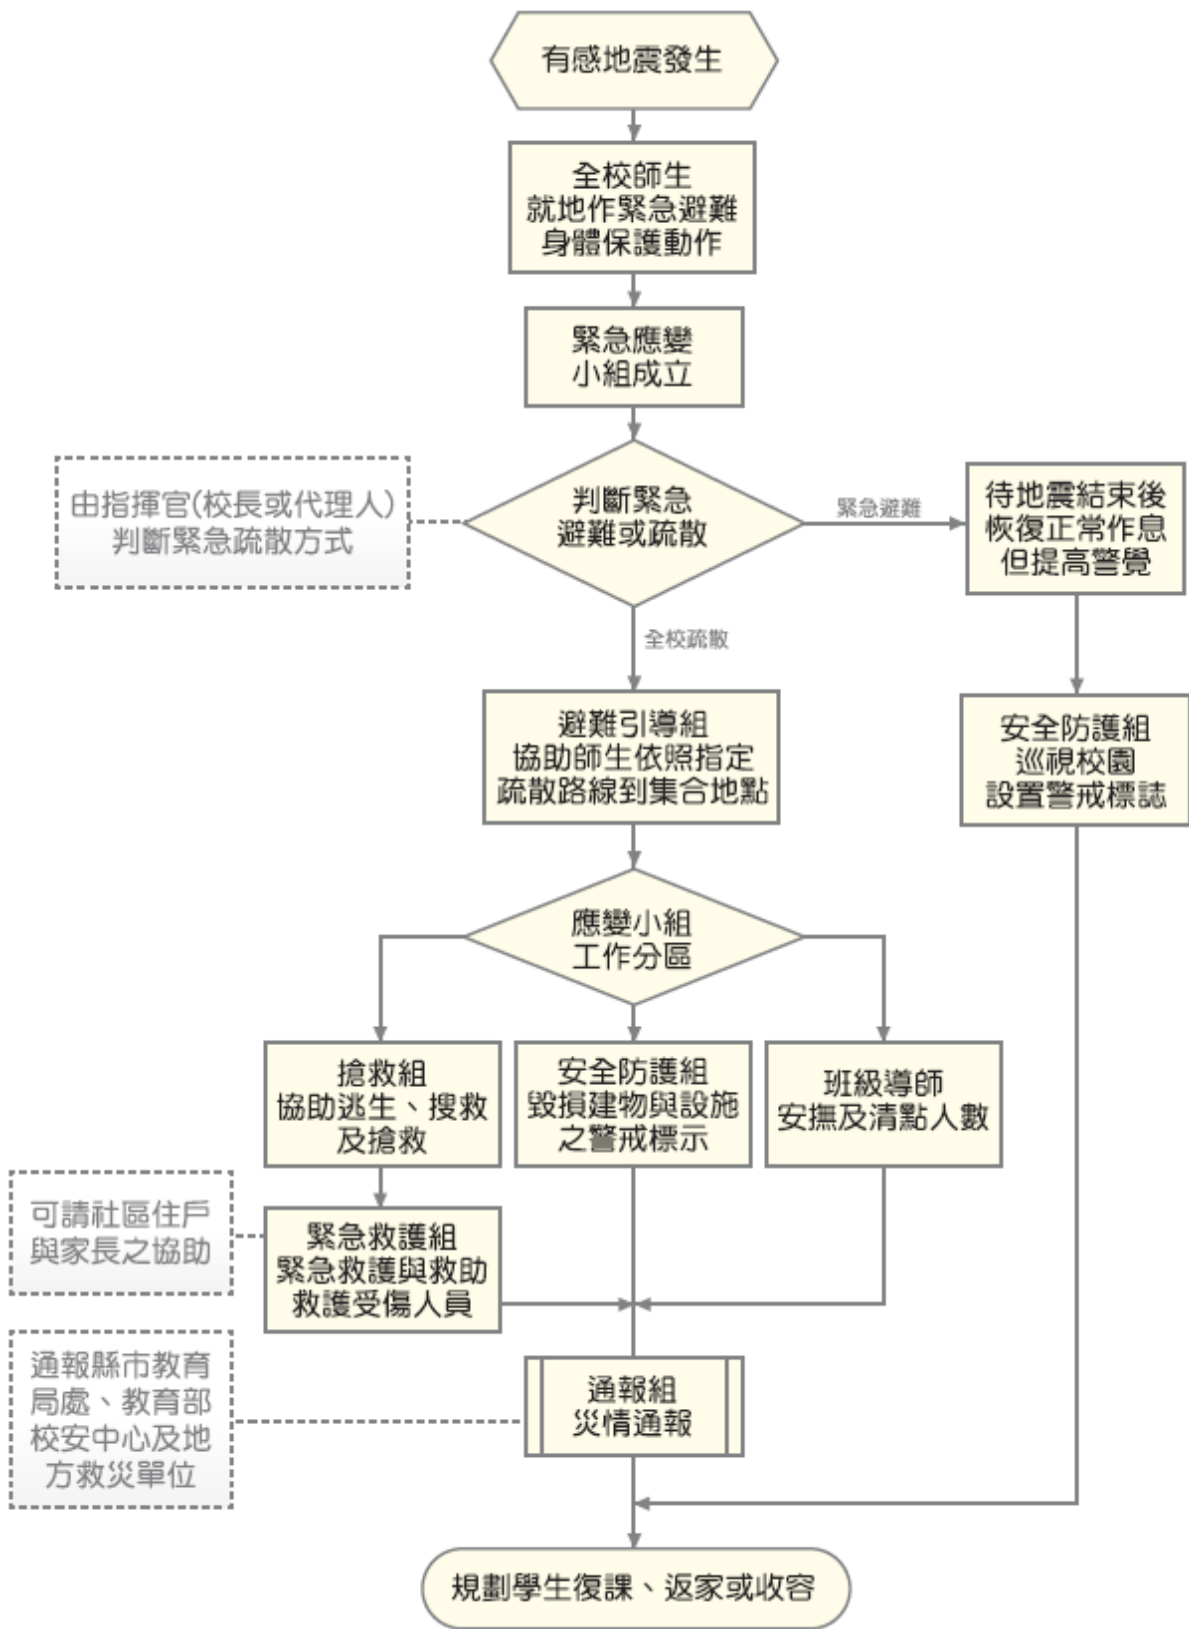 有感地震發生
全校師生
就地作緊急避難
身體保護動作
緊急應變
小組成立
由指揮官(校長或代理人)
判斷緊急疏散方式
判斷緊急
避難或疏散
緊急避難
待地震結束後
恢復正常作息
但提高警覺
全校疏散
避難引導組
協助師生依照指定
疏散路線到集合地點
安全防護組
巡視校園
設置警戒標誌
應變小組
工作分區
搶救組
協助逃生、搜救
及搶救
安全防護組
毀損建物與設施
之警戒標示
班級導師
安撫及清點人數
可請社區住戶
與家長之協助
緊急救護組
緊急救護與救助
救護受傷人員
通報縣市教育
局處、教育部
校安中心及地
方救災單位
通報組
災情通報
規劃學生復課、返家或收容